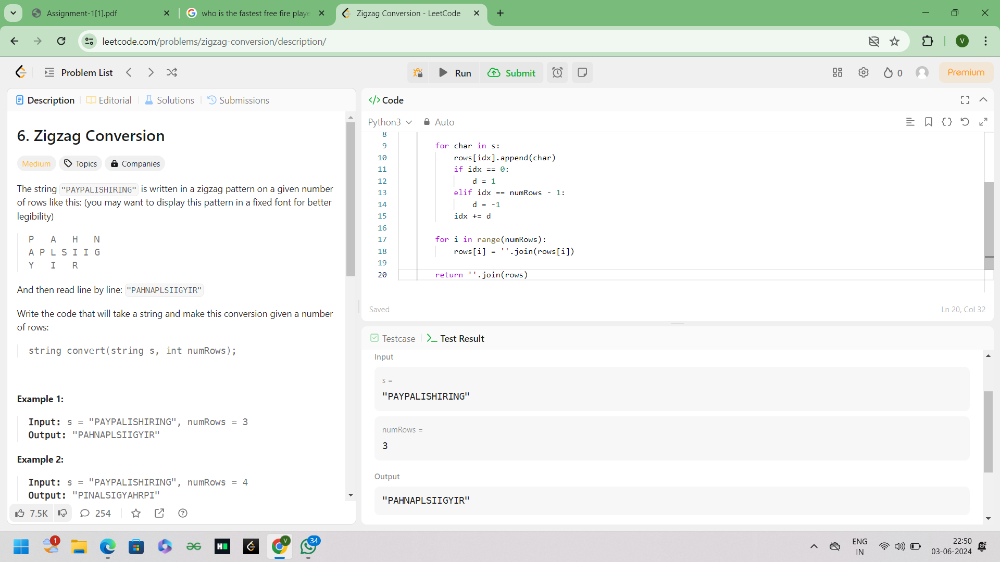 Assignment-1[1].pdf
who is the fastest free fire playe
Zigzag Conversion - LeetCode
leetcode.com/problems/zigzag-conversion/description/
V
Problem List
Run
Submit
0
Premium
Description
Editorial
Solutions
Submissions
6. Zigzag Conversion
Medium
Topics
Companies
The string "PAYPALISHIRING" is written in a zigzag pattern on a given number
of rows like this: (you may want to display this pattern in a fixed font for better
legibility)
P   A   H   N
A P L S I I G
Y   I   R
And then read line by line: "PAHNAPLSIIGYIR"
Write the code that will take a string and make this conversion given a number
of rows:
string convert(string s, int numRows);
Example 1:
Input: s = "PAYPALISHIRING", numRows = 3
Output: "PAHNAPLSIIGYIR"
Example 2:
Input: s = "PAYPALISHIRING", numRows = 4
Output: "PINALSIGYAHRPI"
7.5K
254
</> Code
Python3
Auto
8
9 for char in s:
10 rows[idx].append(char)
11 if idx == 0:
12 d = 1
13 elif idx == numRows - 1:
14 d = -1
15 idx += d
16
17 for i in range(numRows):
18 rows[i] = ''.join(rows[i])
19
20 return ''.join(rows)
Saved
Ln 20, Col 32
Testcase
Test Result
Input
s =
"PAYPALISHIRING"
numRows =
3
Output
"PAHNAPLSIIGYIR"
1
V
34
ENG
IN
22:50
03-06-2024